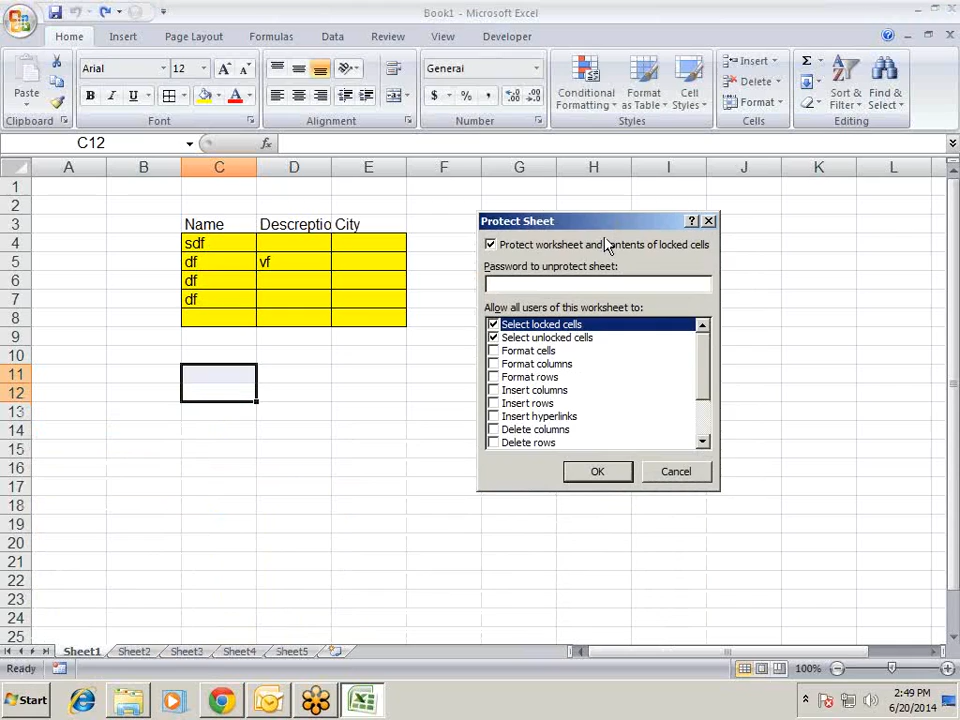 Book1 - Microsoft Excel
Home Insert Page Layout Formulas Data Review View Developer
Paste
Arial 12
B I U
General
$ % ,
Conditional Formatting
Format as Table
Cell Styles
Insert
Delete
Format
Sort & Filter
Find & Select
Clipboard Font Alignment Number Styles Cells Editing
C12 fx
A B C D E F G H I J K L
1
2
3 Name Descreptio City
4 sdf
5 df vf
6 df
7 df
8
9
10
11
12
13
14
15
16
17
18
19
20
21
22
23
24
25
Protect Sheet
Protect worksheet and contents of locked cells
Password to unprotect sheet:
Allow all users of this worksheet to:
Select locked cells
Select unlocked cells
Format cells
Format columns
Format rows
Insert columns
Insert rows
Insert hyperlinks
Delete columns
Delete rows
OK Cancel
Sheet1 Sheet2 Sheet3 Sheet4 Sheet5
Ready 100%
Start
2:49 PM
6/20/2014